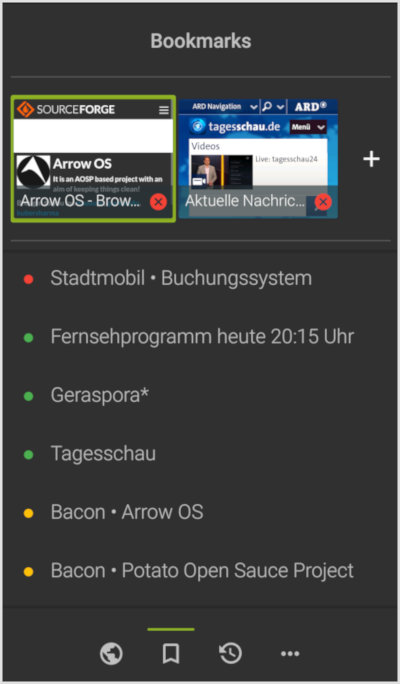 Bookmarks
SOURCEFORGE
Arrow OS
It is an AOSP based project with an
alm of keeping things clean!
Arrow OS - Brow...
ARD Navigation
ARD
tagesschau.de
Menü
Videos
Live: tagesschau24
Aktuelle Nachric...
Stadtmobil • Buchungssystem
Fernsehprogramm heute 20:15 Uhr
Geraspora*
Tagesschau
Bacon • Arrow OS
Bacon • Potato Open Sauce Project